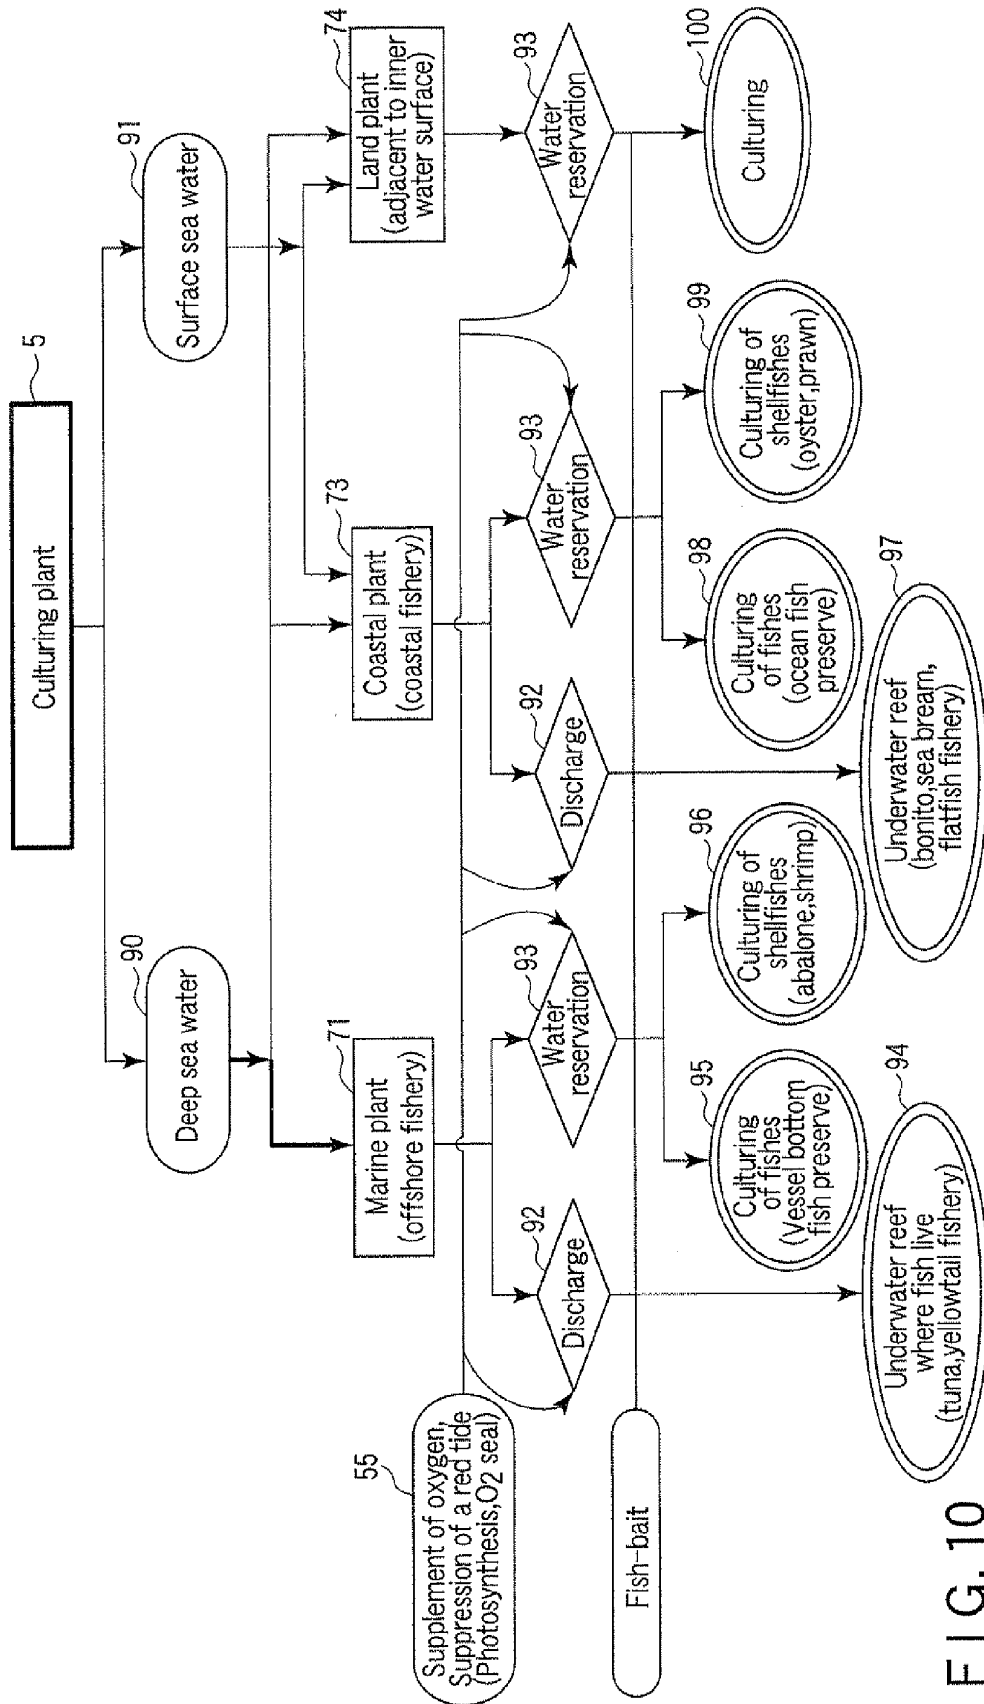 5
Culturing plant
90
Deep sea water
91
Surface sea water
71
Marine plant
(offshore fishery)
73
Coastal plant
(coastal fishery)
74
Land plant
(adjacent to inner
water surface)
55
Supplement of oxygen,
Suppression of a red tide
(Photosynthesis,O2 seal)
92
Discharge
93
Water
reservation
92
Discharge
93
Water
reservation
93
Water
reservation
Fish-bait
95
Culturing
of fishes
(Vessel bottom
fish preserve)
96
Culturing of
shellfishes
(abalone,shrimp)
98
Culturing
of fishes
(ocean fish
preserve)
99
Culturing of
shellfishes
(oyster,prawn)
100
Culturing
94
Underwater reef
where fish live
(tuna,yellowtail fishery)
97
Underwater reef
(bonito,sea bream,
flatfish fishery)
FIG. 10